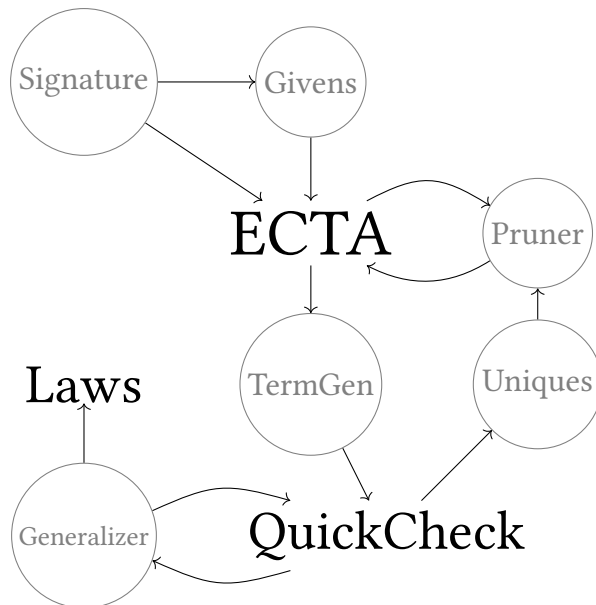 Signature
Givens
ECTA
Pruner
Laws
TermGen
Uniques
Generalizer
QuickCheck